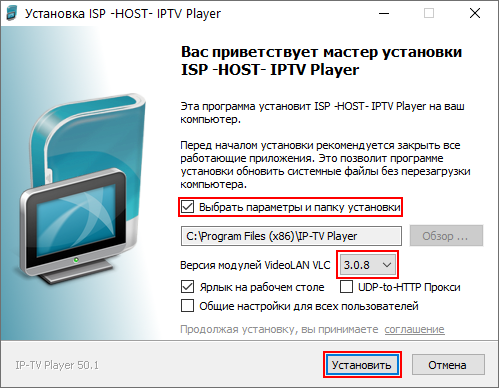 Установка ISP -HOST- IPTV Player
Вас приветствует мастер установки
ISP -HOST- IPTV Player
Эта программа установит ISP -HOST- IPTV Player на ваш
компьютер.
Перед началом установки рекомендуется закрыть все
работающие приложения. Это позволит программе
установки обновить системные файлы без перезагрузки
компьютера.
Выбрать параметры и папку установки
C:\Program Files (x86)\IP-TV Player
Обзор ...
Версия модулей VideoLAN VLC 3.0.8
Ярлык на рабочем столе UDP-to-HTTP Прокси
Общие настройки для всех пользователей
Продолжая установку, вы принимаете соглашение
IP-TV Player 50.1 Установить Отмена